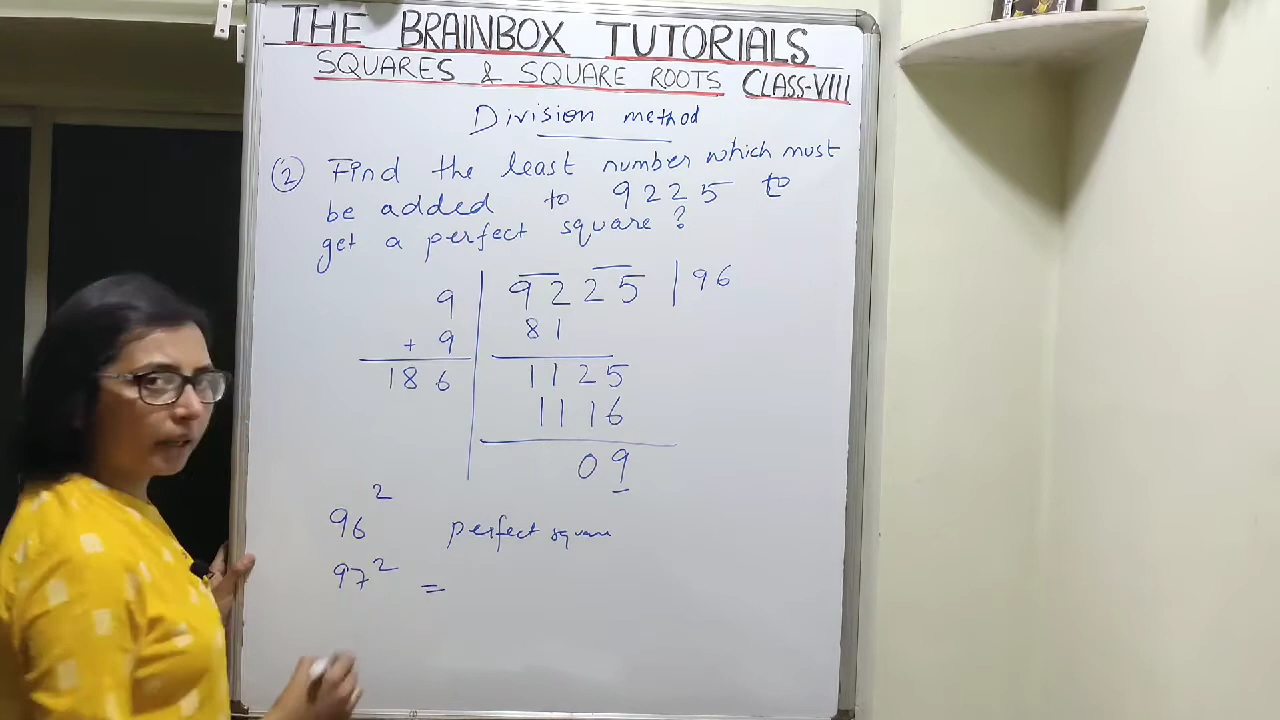 THE BRAINBOX TUTORIALS
SQUARES & SQUARE ROOTS CLASS-VIII
Division method
② Find the least number which must
be added to 9225 to
get a perfect square?
9 | 9225 | 96
+ 9 | 81
186 | 1125
1116
09
96²    perfect square
97² =